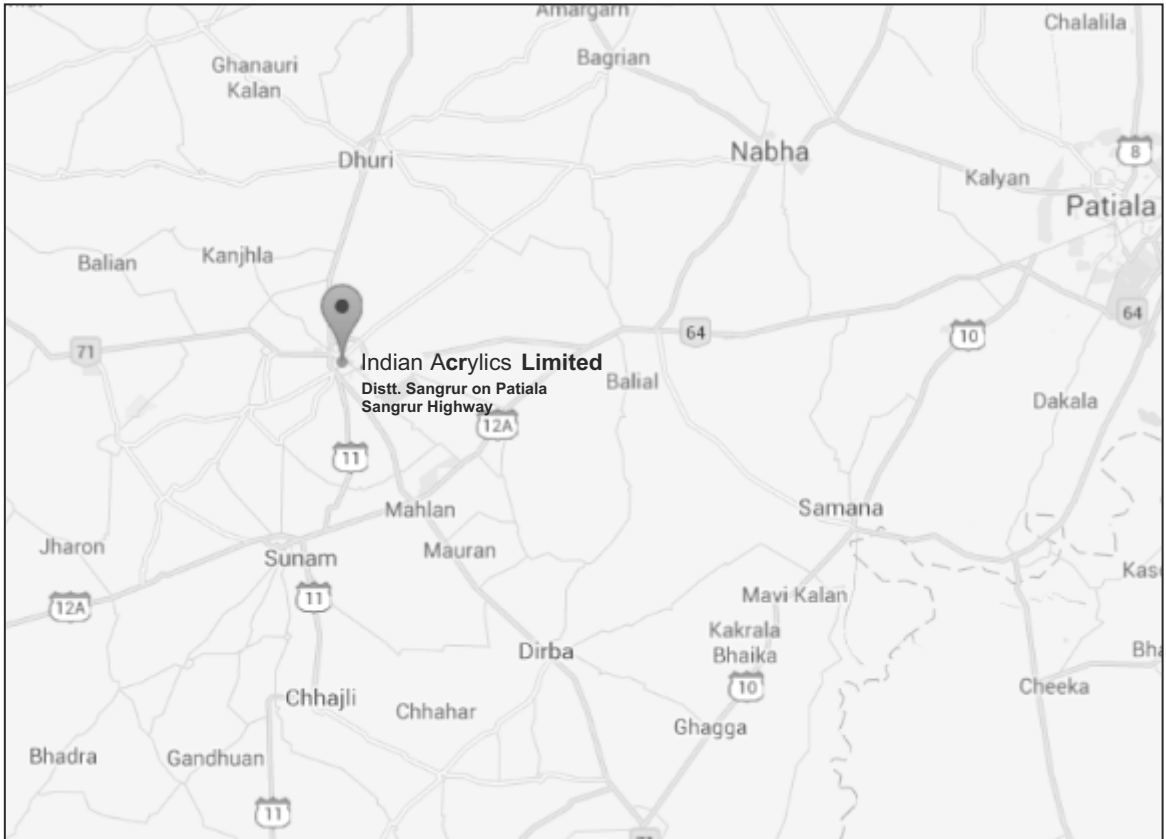 Amargarh
Chalalila
Bagrian
Ghanauri
Kalan
Nabha
Dhuri
8
Kalyan
Patiala
Kanjhla
Balian
64
64
10
71
Indian Acrylics Limited
Distt. Sangrur on Patiala
Sangrur Highway
Balial
Dakala
12A
11
Mahlan
Samana
Jharon
Mauran
Sunam
12A
11
Mavi Kalan
Kakrala
Bhaika
Dirba
10
Cheeka
Chhajli
Chhahar
Ghagga
Bhadra
Gandhuan
11